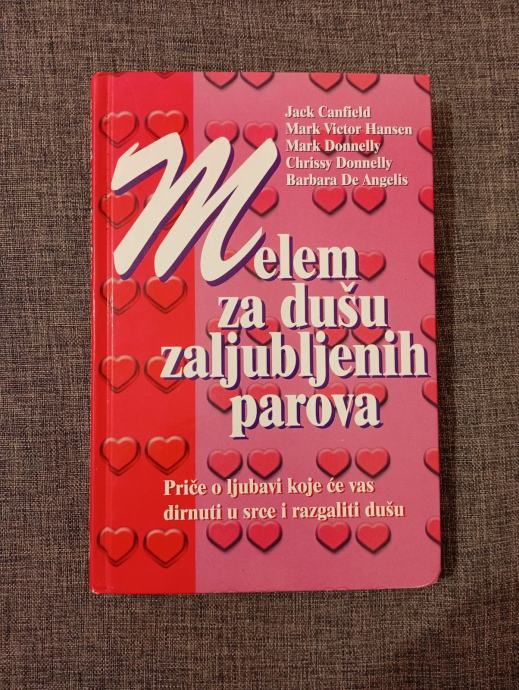 Jack Canfield
Mark Victor Hansen
Mark Donnelly
Chrissy Donnelly
Barbara De Angelis
Melem
za dušu
zaljubljenih
parova
Priče o ljubavi koje će vas
dirnuti u srce i razgaliti dušu